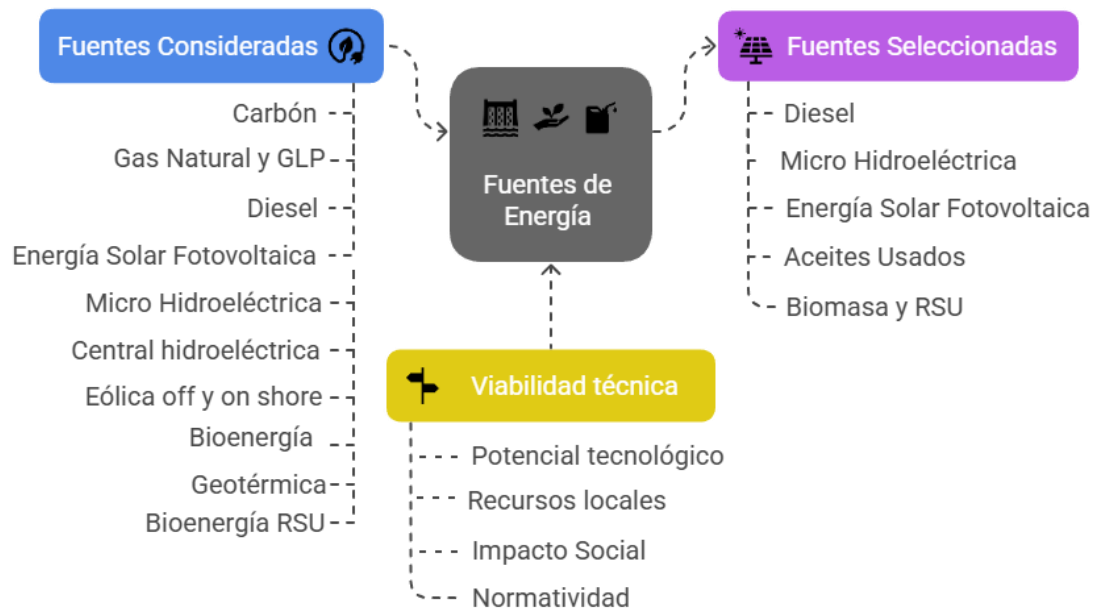 Fuentes Consideradas
Carbón
Gas Natural y GLP
Diesel
Energía Solar Fotovoltaica
Micro Hidroeléctrica
Central hidroeléctrica
Eólica off y on shore
Bioenergía
Geotérmica
Bioenergía RSU
Fuentes de
Energía
Viabilidad técnica
Potencial tecnológico
Recursos locales
Impacto Social
Normatividad
Fuentes Seleccionadas
Diesel
Micro Hidroeléctrica
Energía Solar Fotovoltaica
Aceites Usados
Biomasa y RSU